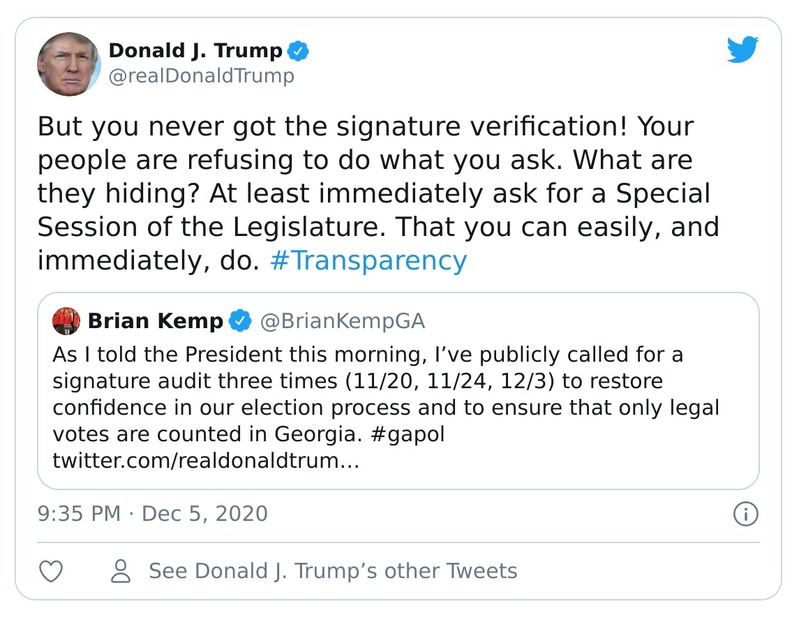 Donald J. Trump
@realDonaldTrump
But you never got the signature verification! Your
people are refusing to do what you ask. What are
they hiding? At least immediately ask for a Special
Session of the Legislature. That you can easily, and
immediately, do. #Transparency
Brian Kemp @BrianKempGA
As I told the President this morning, I’ve publicly called for a
signature audit three times (11/20, 11/24, 12/3) to restore
confidence in our election process and to ensure that only legal
votes are counted in Georgia. #gapol
twitter.com/realdonaldtrum…
9:35 PM · Dec 5, 2020
See Donald J. Trump’s other Tweets